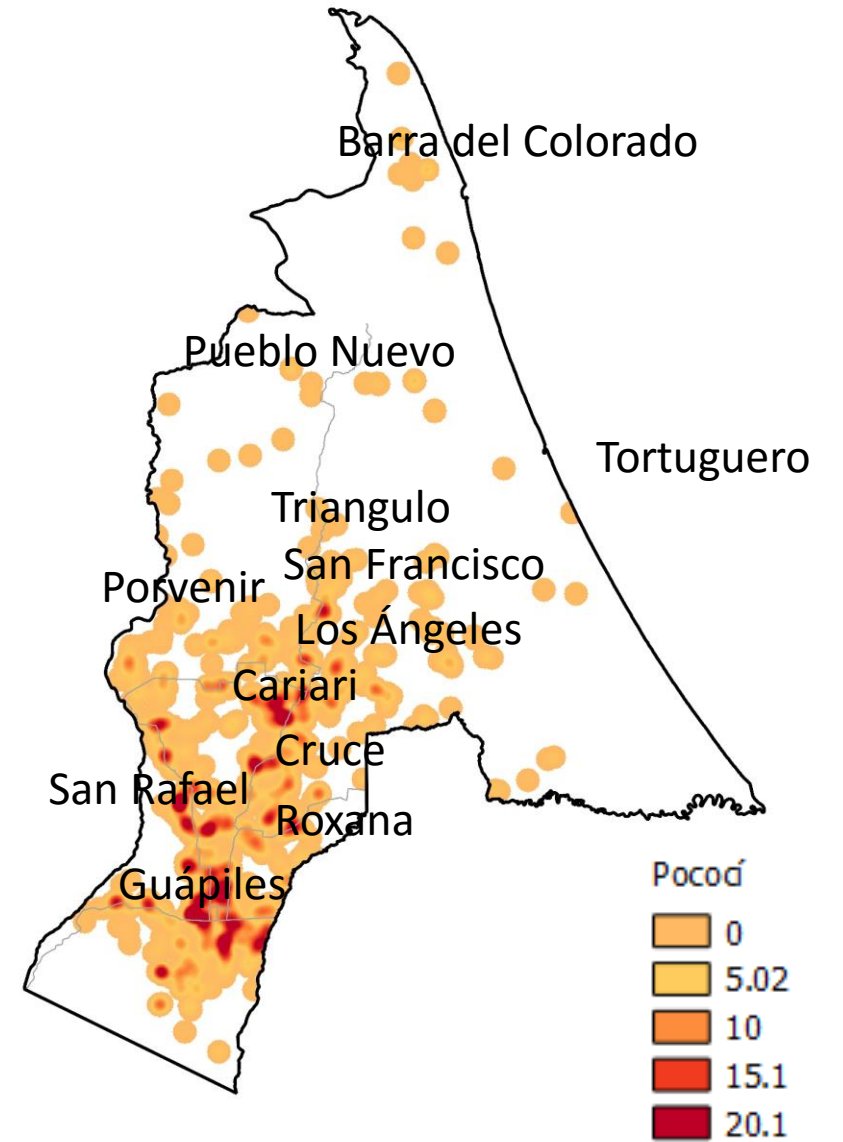 Barra del Colorado
Pueblo Nuevo
Tortuguero
Triangulo
San Francisco
Porvenir
Los Ángeles
Cariari
Cruce
San Rafael
Roxana
Guápiles
Pococí
0
5.02
10
15.1
20.1